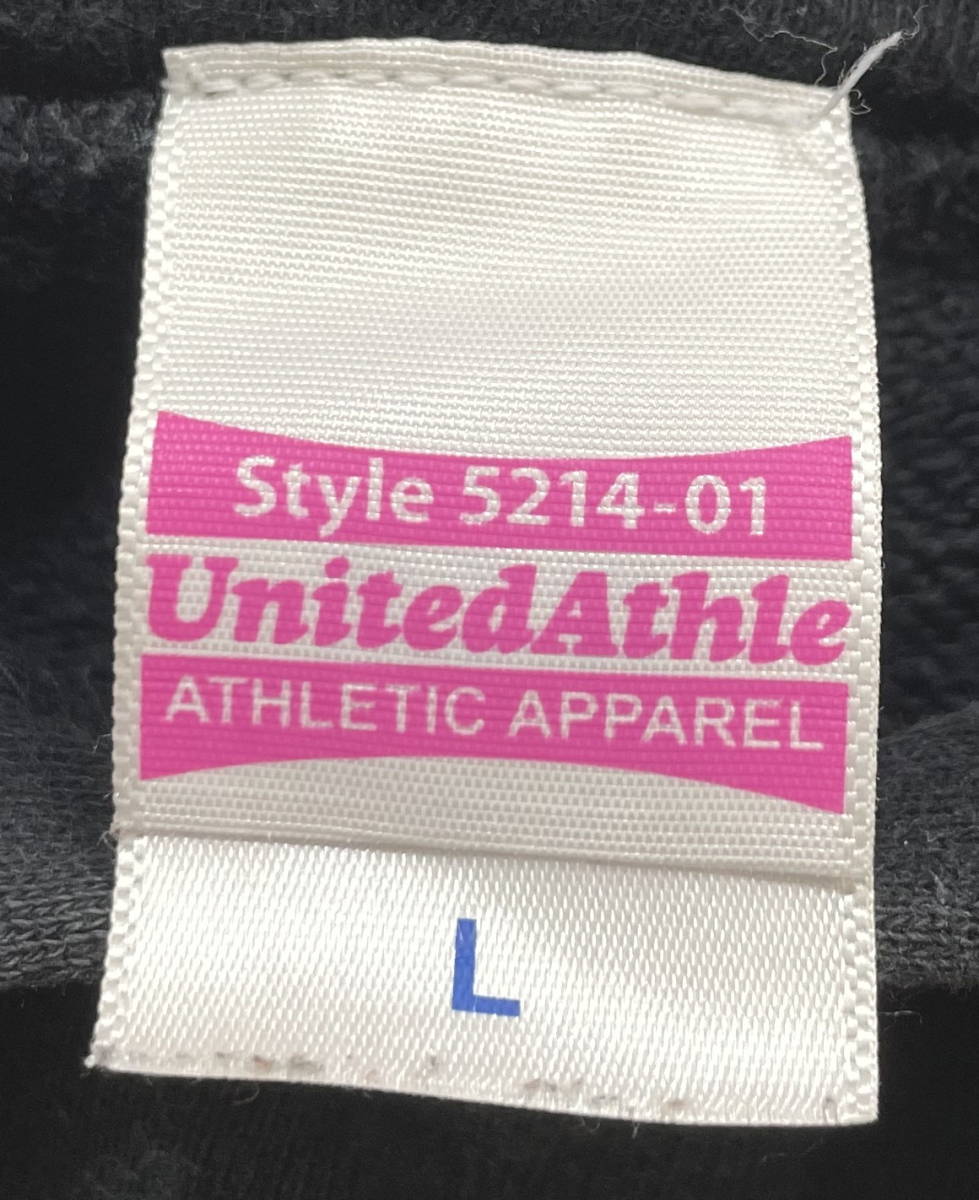 Style 5214-01
UnitedAthle
ATHLETIC APPAREL
L